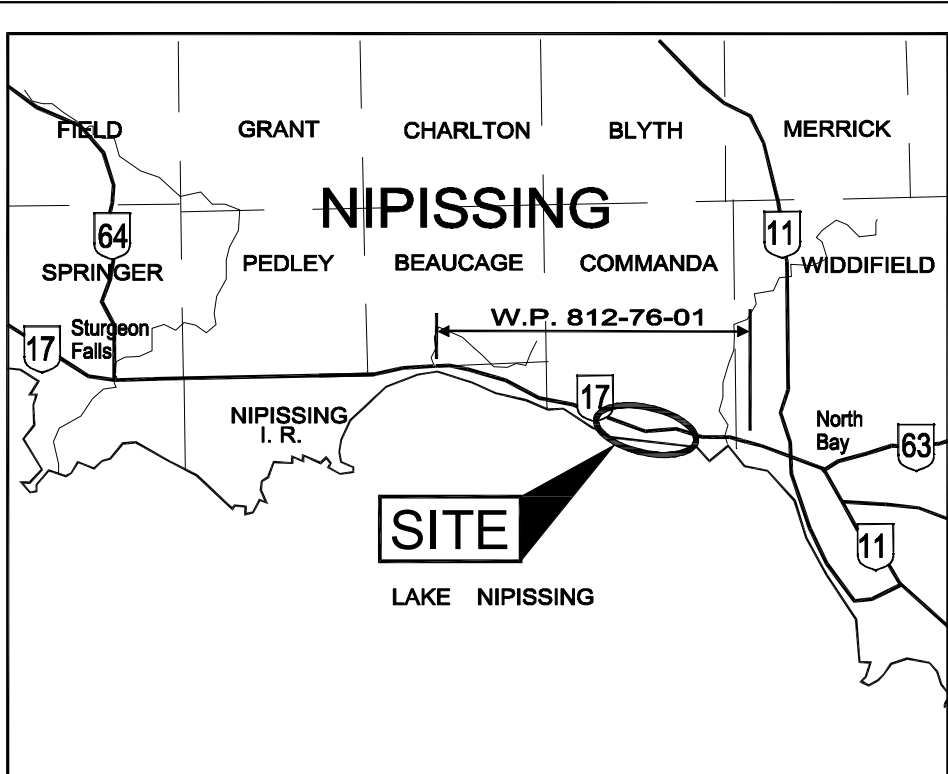 FIELD
GRANT
CHARLTON
BLYTH
MERRICK
NIPISSING
64
11
SPRINGER
PEDLEY
BEAUCAGE
COMMANDA
WIDDIFIELD
W.P. 812-76-01
17
Sturgeon
Falls
17
NIPISSING
I. R.
North
Bay
63
SITE
11
LAKE NIPISSING